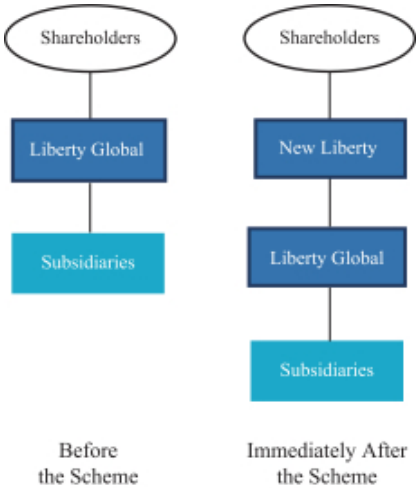 Shareholders
Liberty Global
Subsidiaries
Before
the Scheme
Shareholders
New Liberty
Liberty Global
Subsidiaries
Immediately After
the Scheme